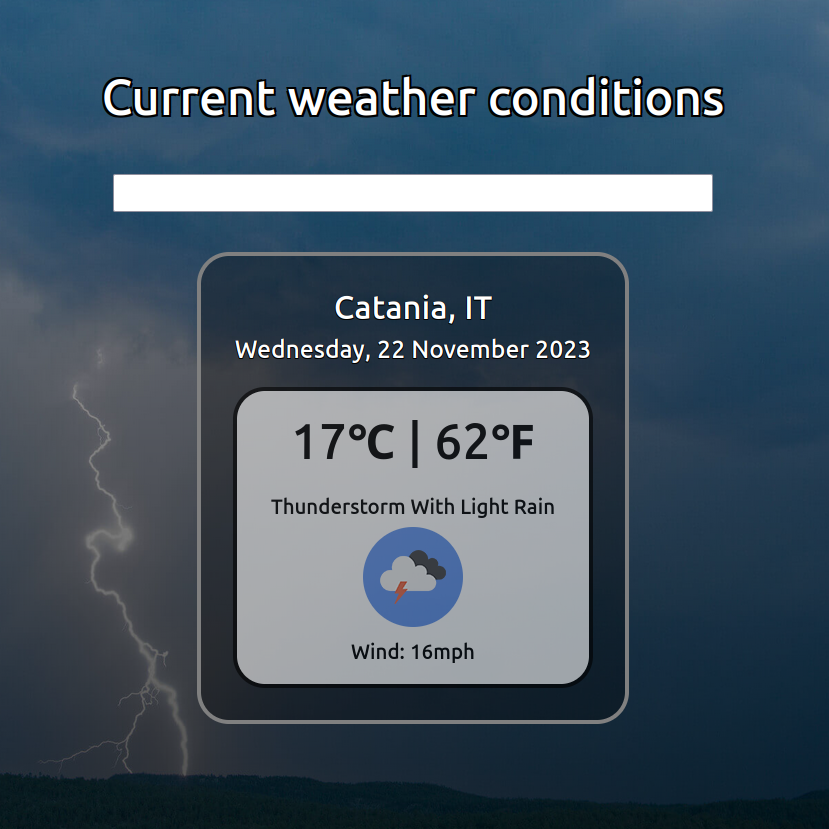 Current weather conditions
Catania, IT
Wednesday, 22 November 2023
17°C | 62°F
Thunderstorm With Light Rain
Wind: 16mph